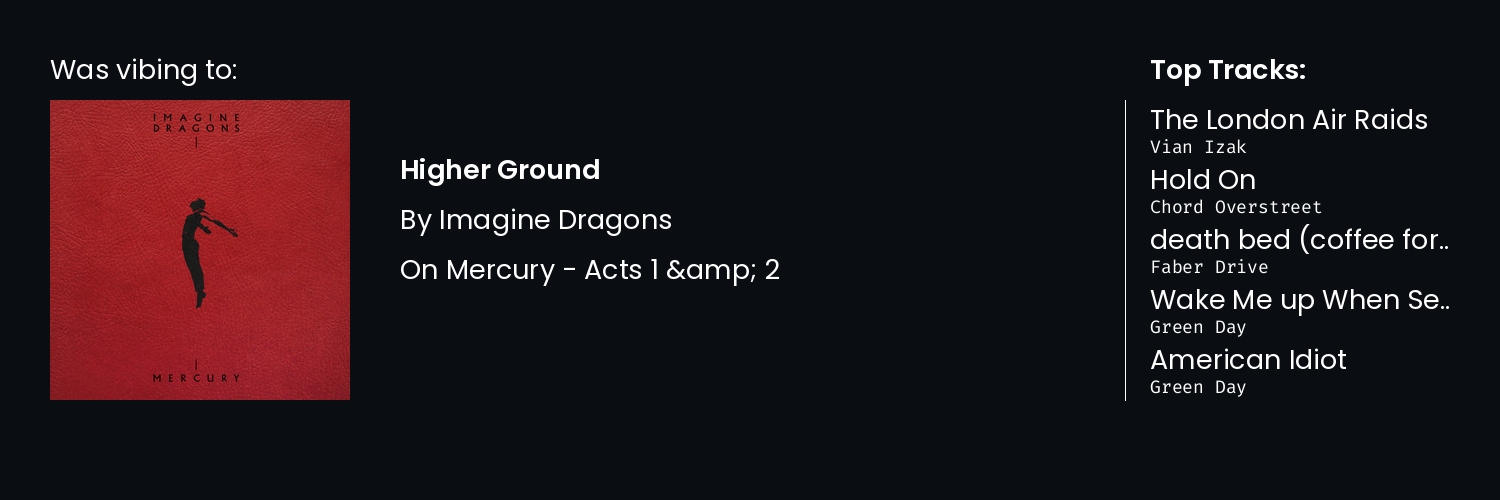 Was vibing to:
IMAGINE
DRAGONS
MERCURY
Higher Ground
By Imagine Dragons
On Mercury - Acts 1 &amp; 2
Top Tracks:
The London Air Raids
Vian Izak
Hold On
Chord Overstreet
death bed (coffee for..
Faber Drive
Wake Me up When Se..
Green Day
American Idiot
Green Day